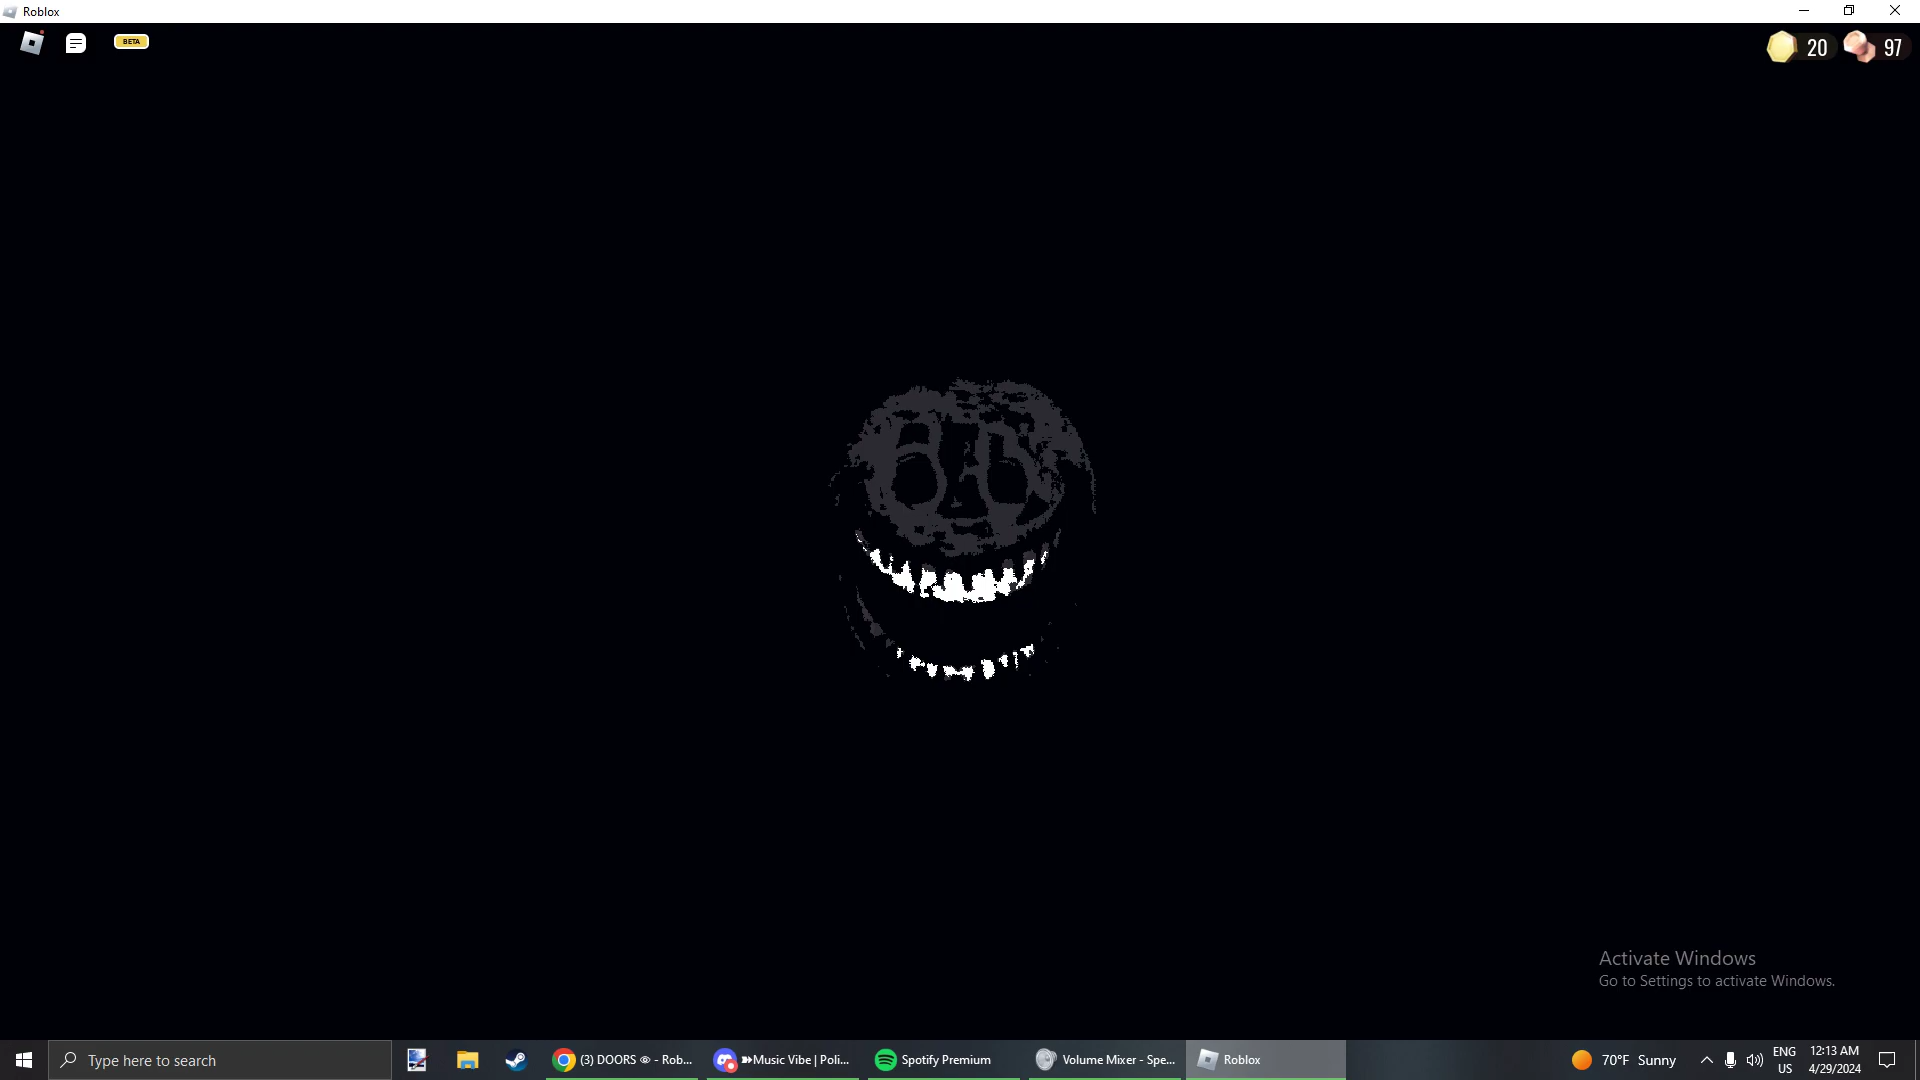 Roblox
BETA
20
97
Activate Windows
Go to Settings to activate Windows.
Type here to search
(3) DOORS 👁 - Rob...
➽Music Vibe | Poli...
Spotify Premium
Volume Mixer - Spe...
Roblox
70°F Sunny
ENG
US
12:13 AM
4/29/2024